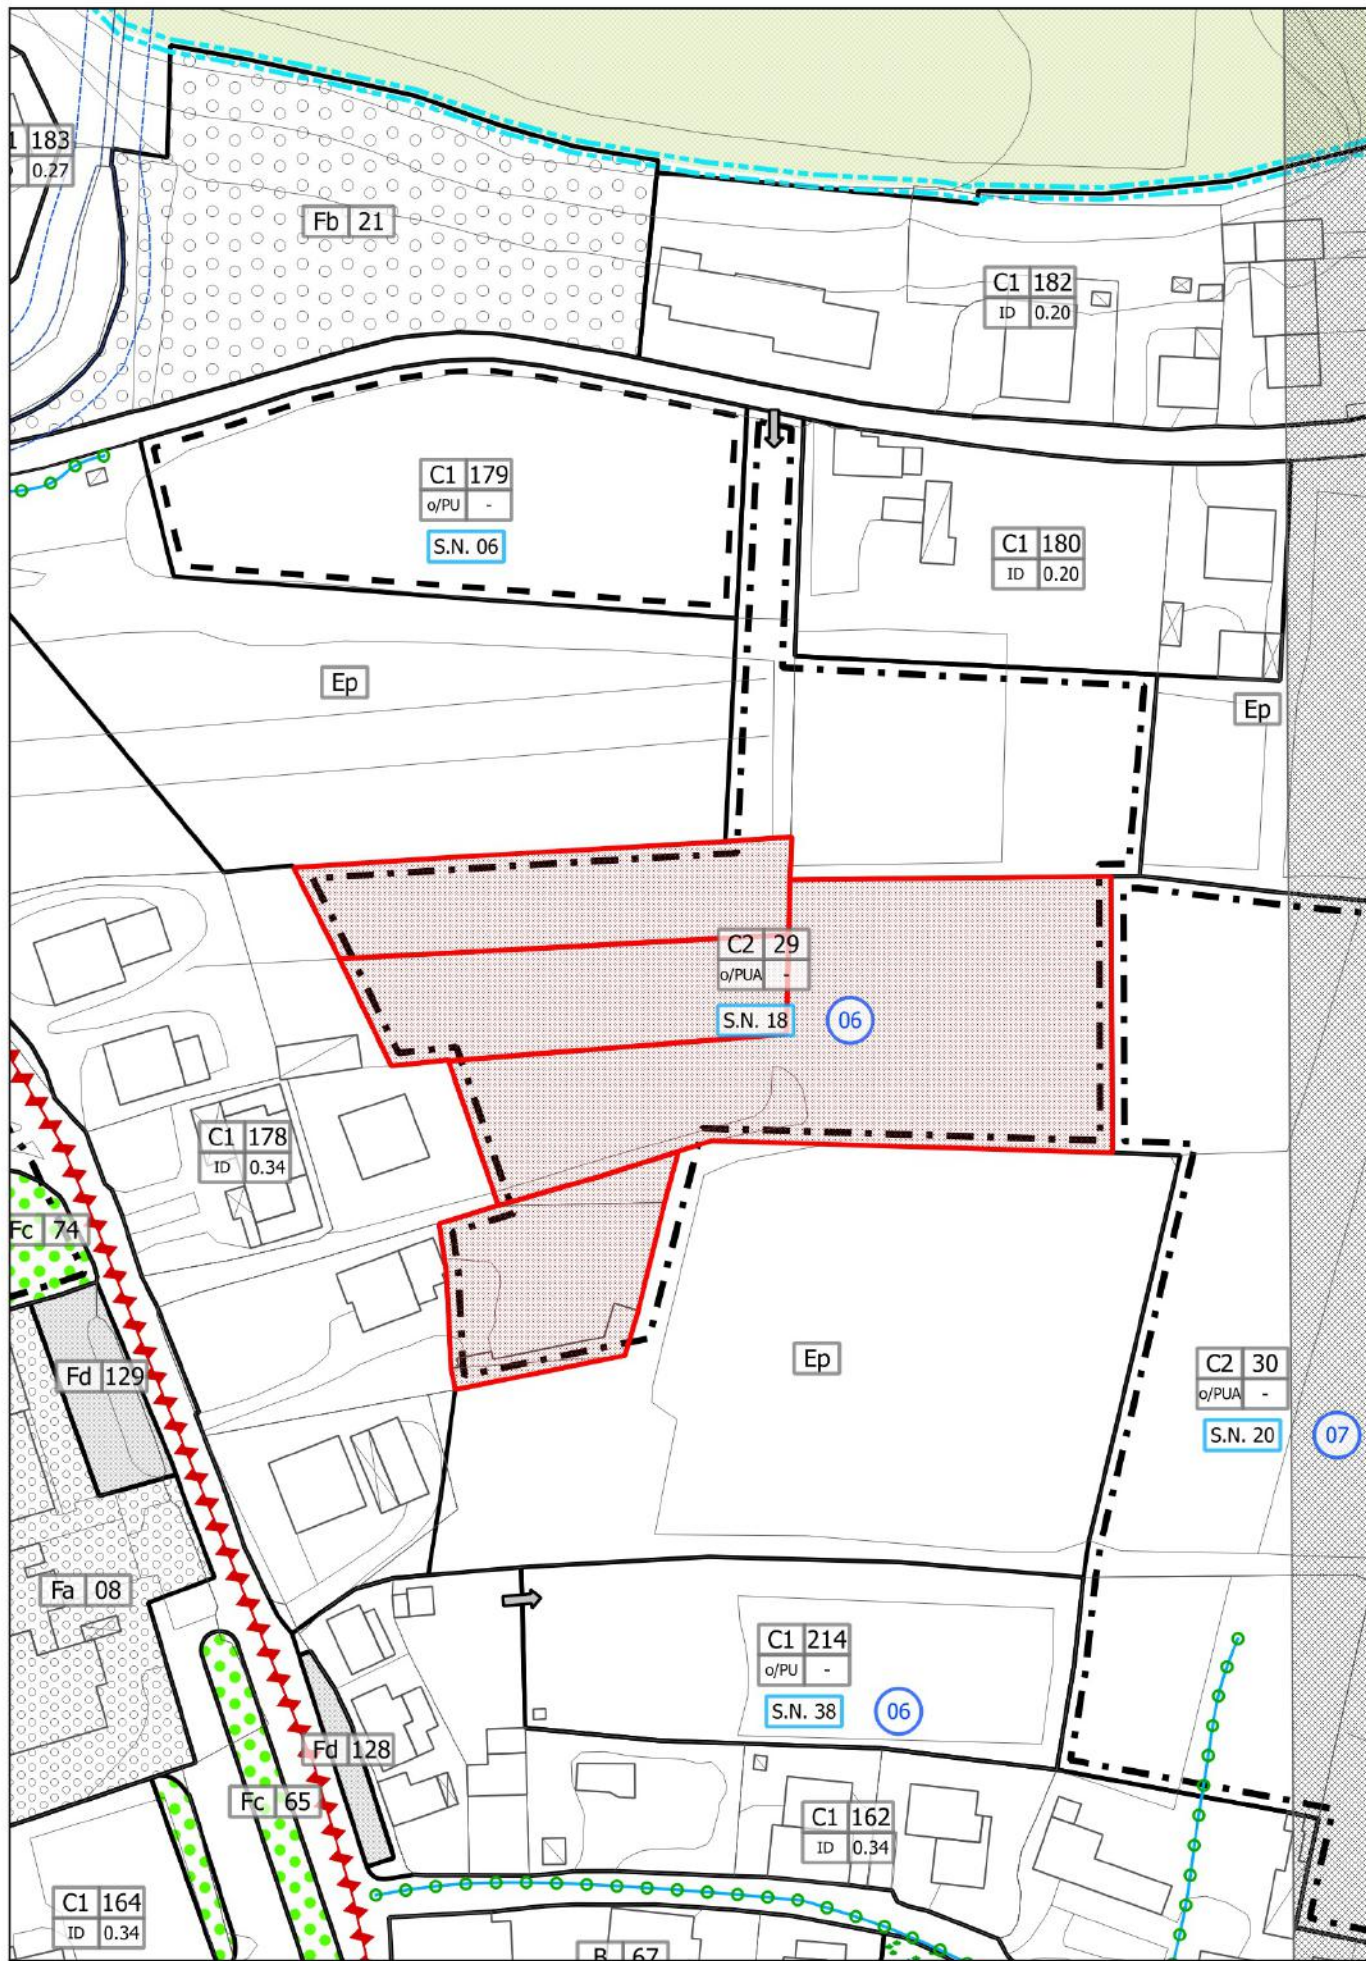 1 183
0.27
Fb 21
C1 182
ID 0.20
C1 179
o/PU -
S.N. 06
C1 180
ID 0.20
Ep
Ep
C2 29
o/PUA -
S.N. 18 06
C1 178
ID 0.34
Fc 74
Ep
Fd 129
C2 30
o/PUA -
S.N. 20 07
Fa 08
C1 214
o/PU -
S.N. 38 06
Fd 128
Fc 65
C1 162
ID 0.34
C1 164
ID 0.34
B 67